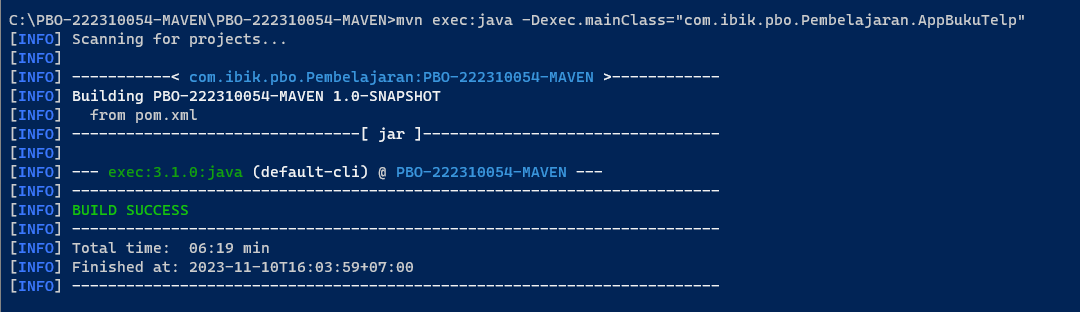 C:\PBO-222310054-MAVEN\PBO-222310054-MAVEN>mvn exec:java -Dexec.mainClass="com.ibik.pbo.Pembelajaran.AppBukuTelp"
[INFO] Scanning for projects...
[INFO]
[INFO] -----------< com.ibik.pbo.Pembelajaran:PBO-222310054-MAVEN >------------
[INFO] Building PBO-222310054-MAVEN 1.0-SNAPSHOT
[INFO]   from pom.xml
[INFO] --------------------------------[ jar ]---------------------------------
[INFO]
[INFO] --- exec:3.1.0:java (default-cli) @ PBO-222310054-MAVEN ---
[INFO] ------------------------------------------------------------------------
[INFO] BUILD SUCCESS
[INFO] ------------------------------------------------------------------------
[INFO] Total time:  06:19 min
[INFO] Finished at: 2023-11-10T16:03:59+07:00
[INFO] ------------------------------------------------------------------------